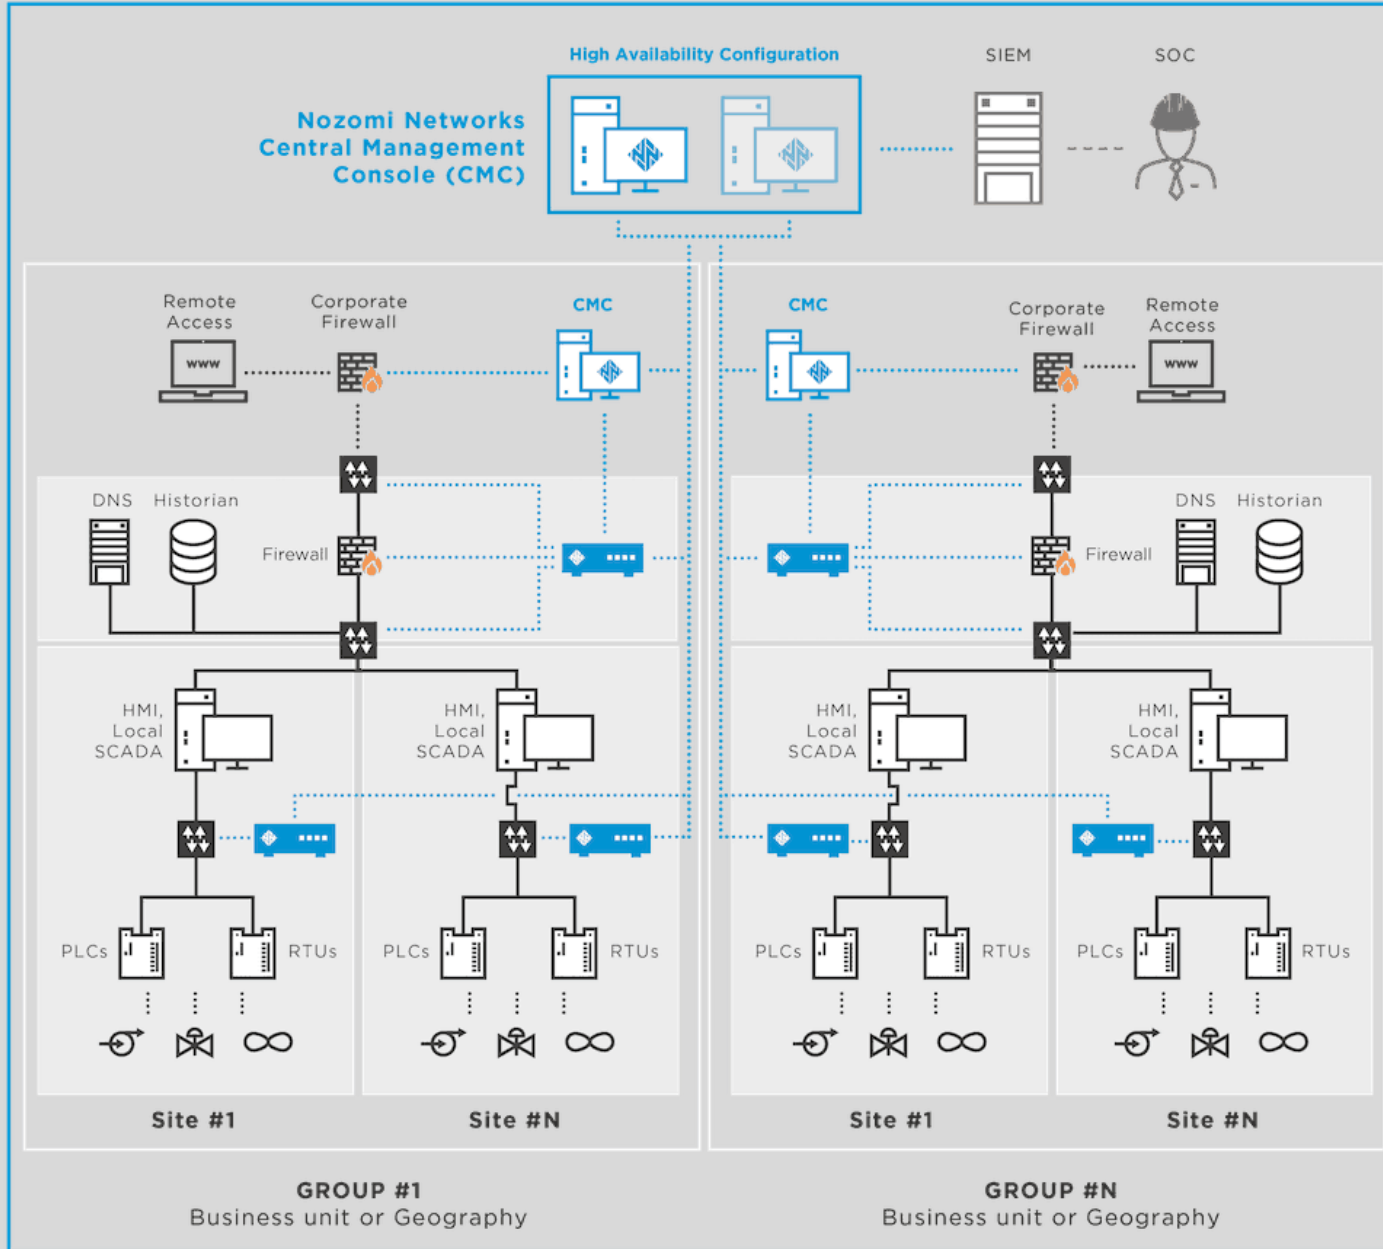 High Availability Configuration
SIEM
SOC
Nozomi Networks
Central Management
Console (CMC)
Remote
Access
www
Corporate
Firewall
CMC
CMC
Corporate
Firewall
Remote
Access
www
DNS
Historian
Firewall
DNS
Historian
Firewall
HMI,
Local
SCADA
HMI,
Local
SCADA
HMI,
Local
SCADA
HMI,
Local
SCADA
PLCs
RTUs
PLCs
RTUs
PLCs
RTUs
PLCs
RTUs
Site #1
Site #N
Site #1
Site #N
GROUP #1
Business unit or Geography
GROUP #N
Business unit or Geography